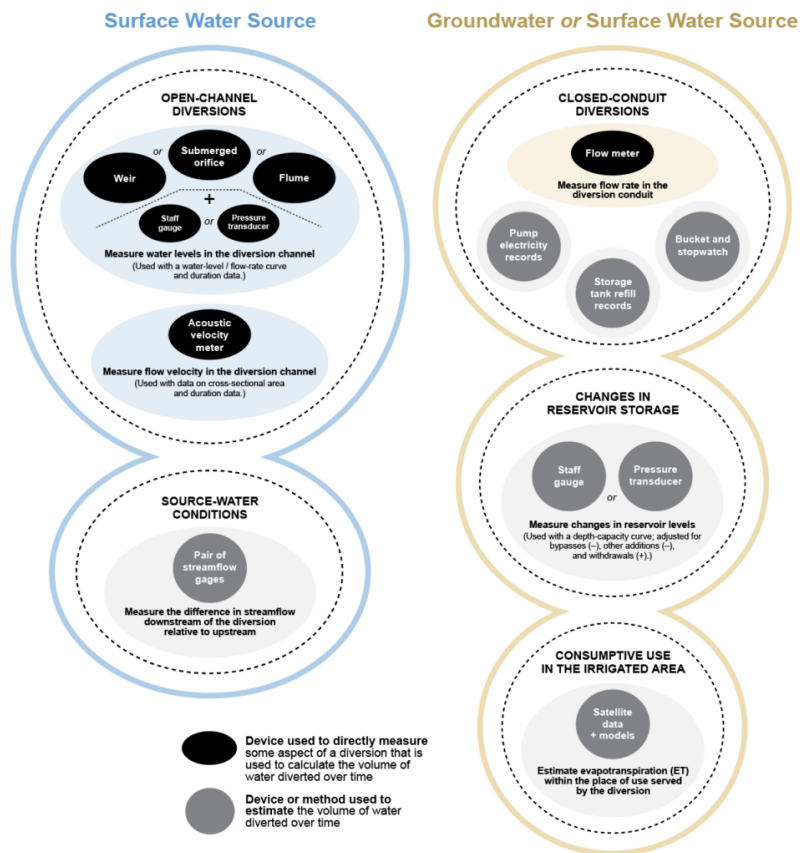 Surface Water Source
OPEN-CHANNEL
DIVERSIONS
Weir
or
Submerged
orifice
or
Flume
+
Staff
gauge
or
Pressure
transducer
Measure water levels in the diversion channel
(Used with a water-level / flow-rate curve
and duration data.)
Acoustic
velocity
meter
Measure flow velocity in the diversion channel
(Used with data on cross-sectional area
and duration data.)
SOURCE-WATER
CONDITIONS
Pair of
streamflow
gages
Measure the difference in streamflow
downstream of the diversion
relative to upstream
Groundwater or Surface Water Source
CLOSED-CONDUIT
DIVERSIONS
Flow meter
Measure flow rate in the
diversion conduit
Pump
electricity
records
Storage
tank refill
records
Bucket and
stopwatch
CHANGES IN
RESERVOIR STORAGE
Staff
gauge
or
Pressure
transducer
Measure changes in reservoir levels
(Used with a depth-capacity curve; adjusted for
bypasses (–), other additions (–),
and withdrawals (+).)
CONSUMPTIVE USE
IN THE IRRIGATED AREA
Satellite
data
+ models
Estimate evapotranspiration (ET)
within the place of use served
by the diversion
Device used to directly measure
some aspect of a diversion that is
used to calculate the volume of
water diverted over time
Device or method used to
estimate the volume of water
diverted over time